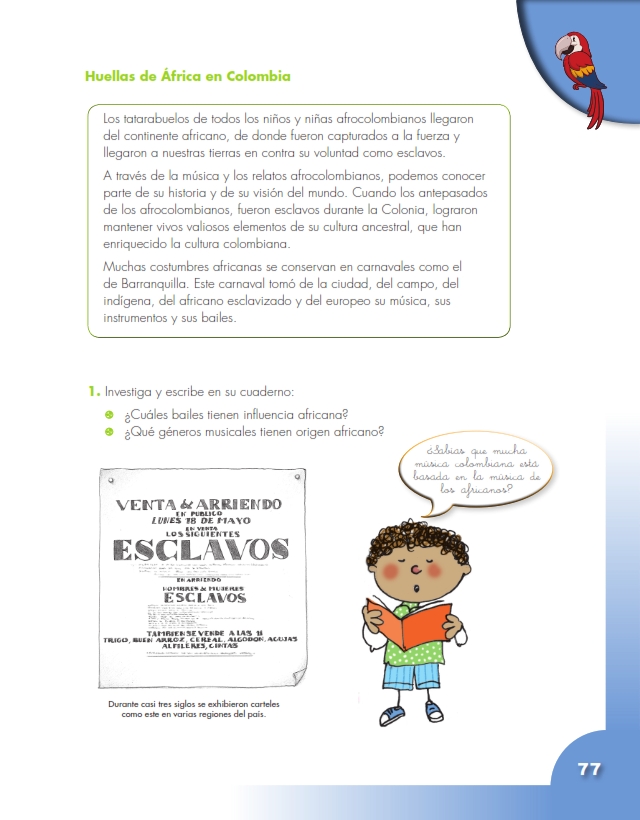 Huellas de África en Colombia
Los tatarabuelos de todos los niños y niñas afrocolombianos llegaron
del continente africano, de donde fueron capturados a la fuerza y
llegaron a nuestras tierras en contra su voluntad como esclavos.
A través de la música y los relatos afrocolombianos, podemos conocer
parte de su historia y de su visión del mundo. Cuando los antepasados
de los afrocolombianos, fueron esclavos durante la Colonia, lograron
mantener vivos valiosos elementos de su cultura ancestral, que han
enriquecido la cultura colombiana.
Muchas costumbres africanas se conservan en carnavales como el
de Barranquilla. Este carnaval tomó de la ciudad, del campo, del
indígena, del africano esclavizado y del europeo su música, sus
instrumentos y sus bailes.
1. Investiga y escribe en su cuaderno:
¿Cuáles bailes tienen influencia africana?
¿Qué géneros musicales tienen origen africano?
¿Sabías que mucha
música colombiana está
basada en la música de
los africanos?
VENTA de ARRIENDO
EN PUBLICO
LUNES 18 DE MAYO
EN VENTA
LOS SIGUIENTES
ESCLAVOS
EN ARRIENDO
HOMBRES & MUJERES
ESCLAVOS
TAMBIEN SE VENDE A LAS 11
TRIGO, BUEN ARROZ, CEREAL, ALGODON, AGUJAS
ALFILERES, CINTAS
Durante casi tres siglos se exhibieron carteles
como este en varias regiones del país.
77